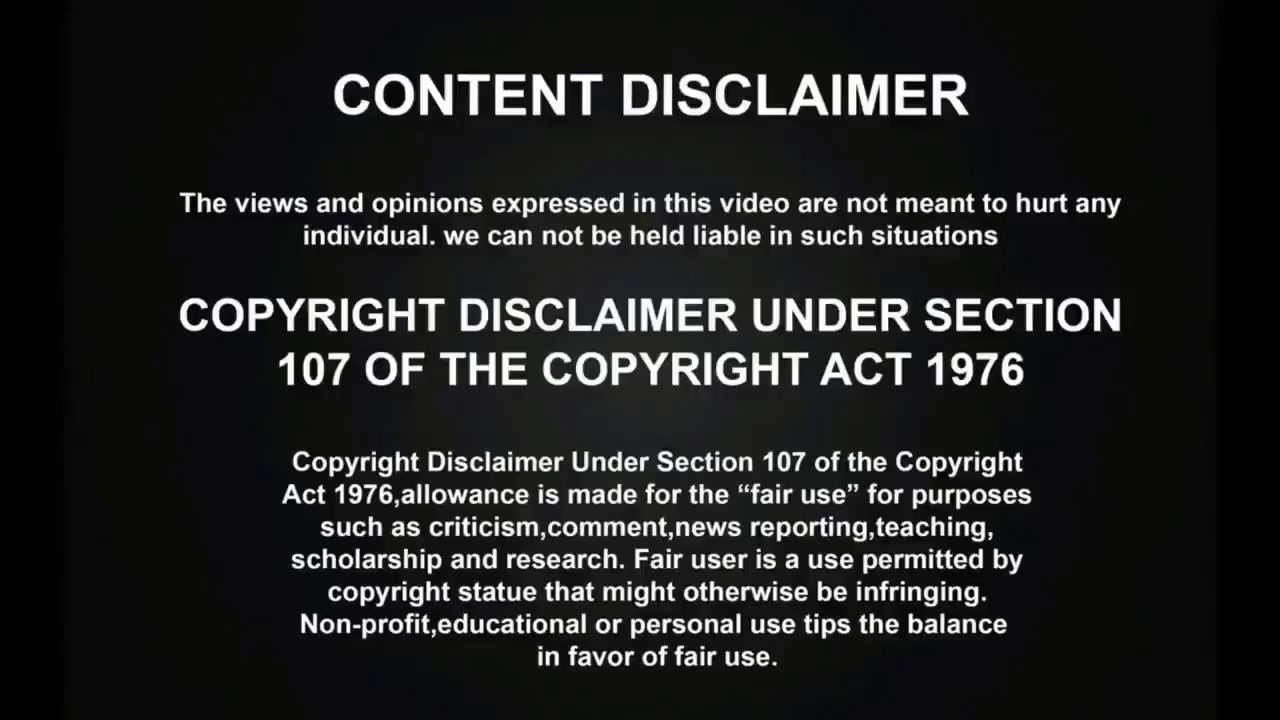 CONTENT DISCLAIMER
The views and opinions expressed in this video are not meant to hurt any
individual. we can not be held liable in such situations
COPYRIGHT DISCLAIMER UNDER SECTION
107 OF THE COPYRIGHT ACT 1976
Copyright Disclaimer Under Section 107 of the Copyright
Act 1976,allowance is made for the “fair use” for purposes
such as criticism,comment,news reporting,teaching,
scholarship and research. Fair user is a use permitted by
copyright statue that might otherwise be infringing.
Non-profit,educational or personal use tips the balance
in favor of fair use.